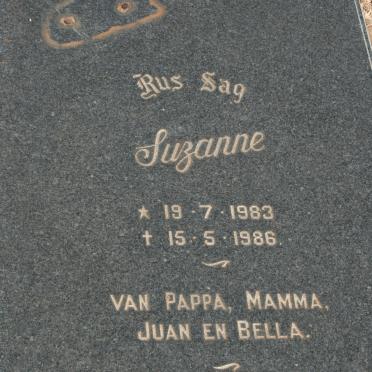 Rus Sag
Suzanne
★ 19·7·1983
† 15·5·1986.
VAN PAPPA, MAMMA,
JUAN EN BELLA.